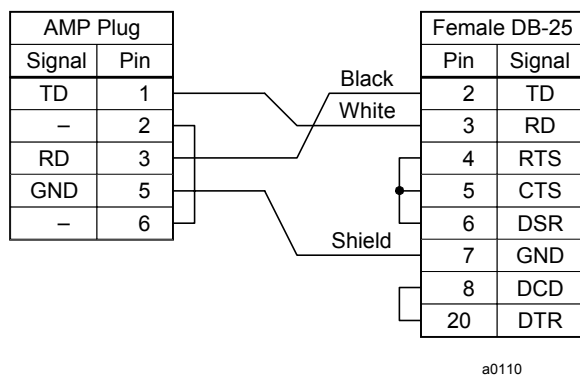 AMP Plug
Signal Pin
TD 1
– 2
RD 3
GND 5
– 6
Black
White
Shield
Female DB-25
Pin Signal
2 TD
3 RD
4 RTS
5 CTS
6 DSR
7 GND
8 DCD
20 DTR
a0110